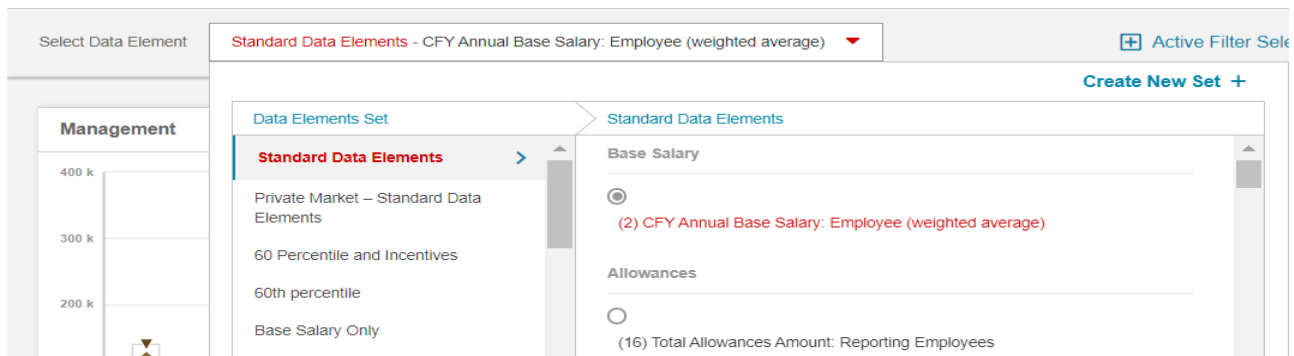 Select Data Element
Standard Data Elements - CFY Annual Base Salary: Employee (weighted average)
Active Filter Sele
Create New Set +
Management
Data Elements Set
Standard Data Elements
Standard Data Elements
Base Salary
400 k
Private Market – Standard Data
Elements
(2) CFY Annual Base Salary: Employee (weighted average)
300 k
60 Percentile and Incentives
Allowances
60th percentile
200 k
Base Salary Only
(16) Total Allowances Amount: Reporting Employees